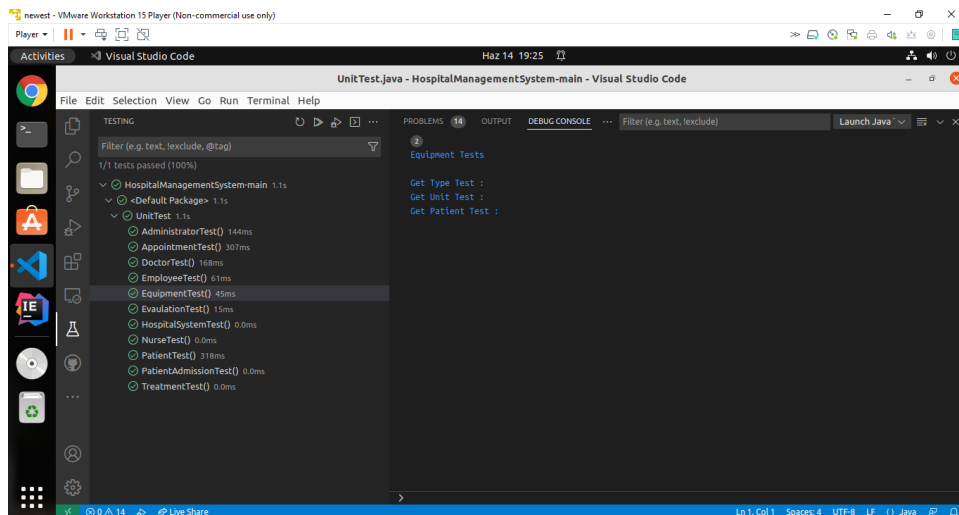 newest - VMware Workstation 15 Player (Non-commercial use only)
Player
Activities
Visual Studio Code
Haz 14 19:25
UnitTest.java - HospitalManagementSystem-main - Visual Studio Code
File Edit Selection View Go Run Terminal Help
TESTING
Filter (e.g. text, !exclude, @tag)
1/1 tests passed (100%)
HospitalManagementSystem-main 1.1s
<Default Package> 1.1s
UnitTest 1.1s
AdministratorTest() 144ms
AppointmentTest() 307ms
DoctorTest() 168ms
EmployeeTest() 61ms
EquipmentTest() 45ms
EvaulationTest() 15ms
HospitalSystemTest() 0.0ms
NurseTest() 0.0ms
PatientTest() 318ms
PatientAdmissionTest() 0.0ms
TreatmentTest() 0.0ms
PROBLEMS 14 OUTPUT DEBUG CONSOLE ... Filter (e.g. text, !exclude) Launch Java
2
Equipment Tests
Get Type Test :
Get Unit Test :
Get Patient Test :
>
0 14 Live Share
Ln 1, Col 1 Spaces: 4 UTF-8 LF {} Java
IE